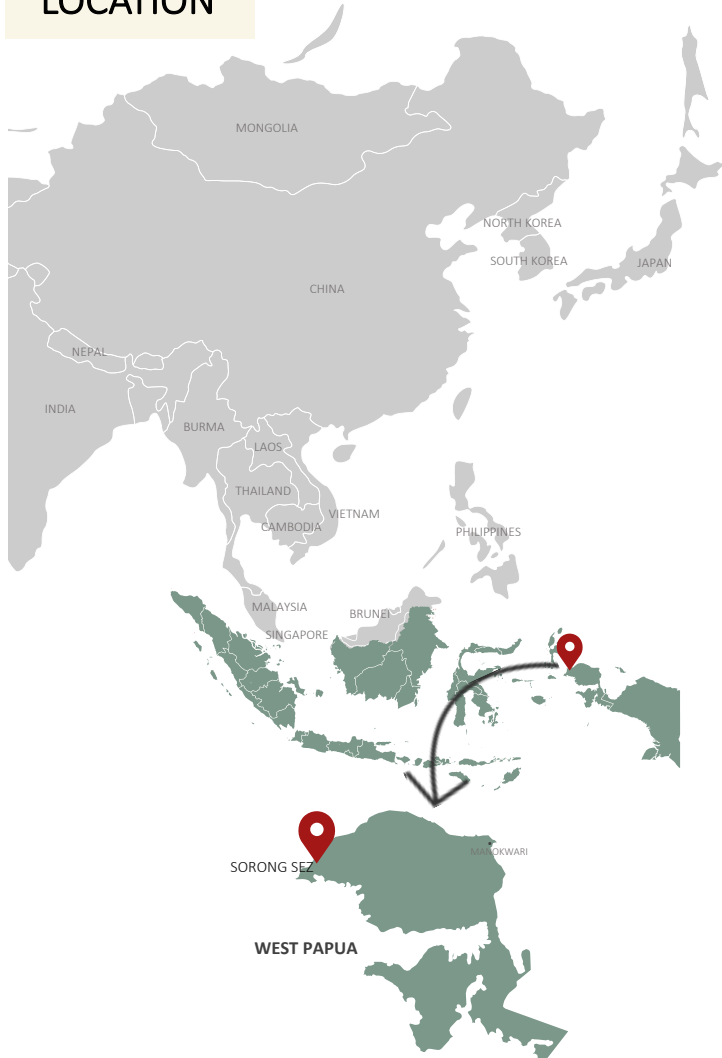 LOCATION
MONGOLIA
NORTH KOREA
SOUTH KOREA
JAPAN
CHINA
NEPAL
INDIA
BURMA
LAOS
THAILAND
VIETNAM
CAMBODIA
PHILIPPINES
MALAYSIA
BRUNEI
SINGAPORE
MANOKWARI
SORONG SEZ
WEST PAPUA